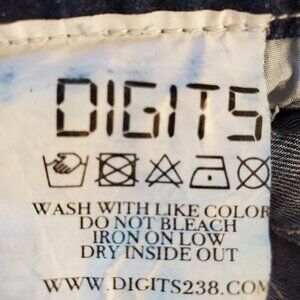 DIGITS
WASH WITH LIKE COLOR
DO NOT BLEACH
IRON ON LOW
DRY INSIDE OUT
WWW.DIGITS238.COM